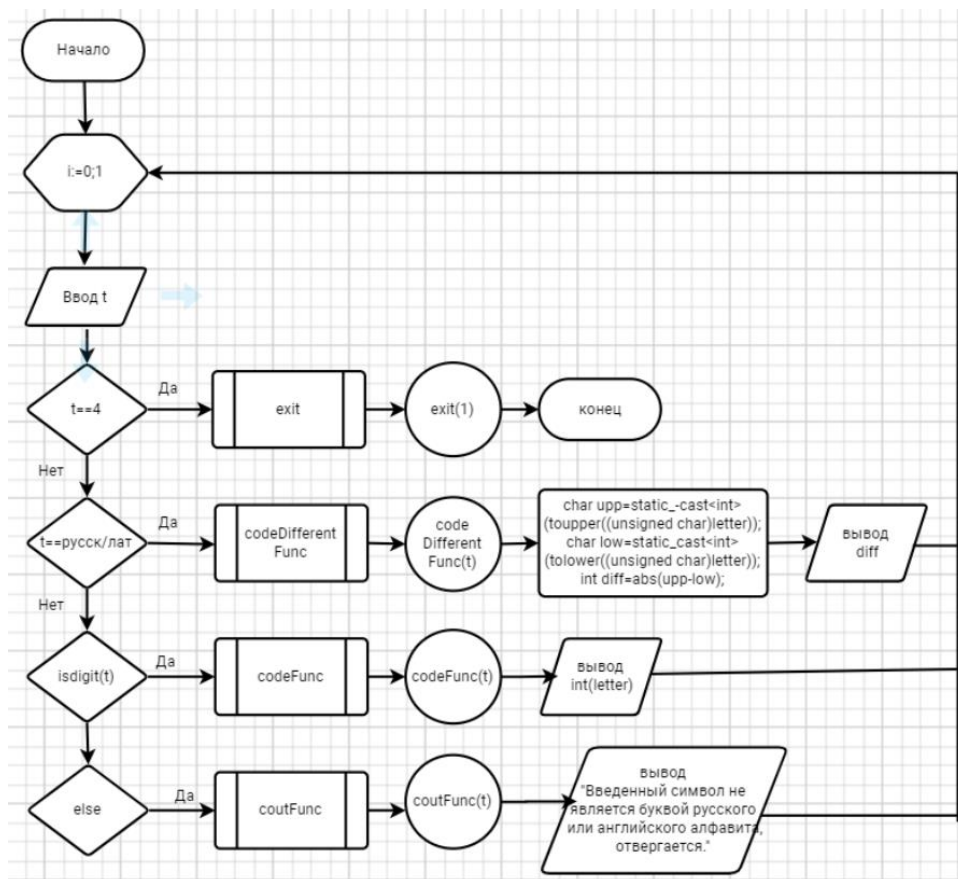 Начало
i:=0;1
Ввод t
t==4
Да
exit
exit(1)
конец
Нет
t==русск/лат
Да
codeDifferent
Func
code
Different
Func(t)
char upp=static_-cast<int>
(toupper((unsigned char)letter));
char low=static_cast<int>
(tolower((unsigned char)letter));
int diff=abs(upp-low);
вывод
diff
Нет
isdigit(t)
Да
codeFunc
codeFunc(t)
вывод
int(letter)
else
Да
coutFunc
coutFunc(t)
вывод
"Введенный символ не
является буквой русского
или английского алфавита,
отвергается."